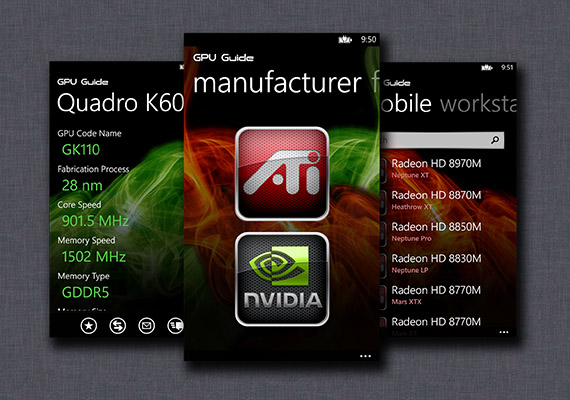 GPU Guide
Quadro K60
GPU Code Name
GK110
Fabrication Process
28 nm
Core Speed
901.5 MHz
Memory Speed
1502 MHz
Memory Type
GDDR5
9:50
GPU Guide
manufacturer f
ATi
NVIDIA
9:51
Guide
obile worksta
Radeon HD 8970M
Neptune XT
Radeon HD 8870M
Heathrow XT
Radeon HD 8850M
Neptune Pro
Radeon HD 8830M
Neptune LP
Radeon HD 8770M
Mars XTX
Radeon HD 8770M